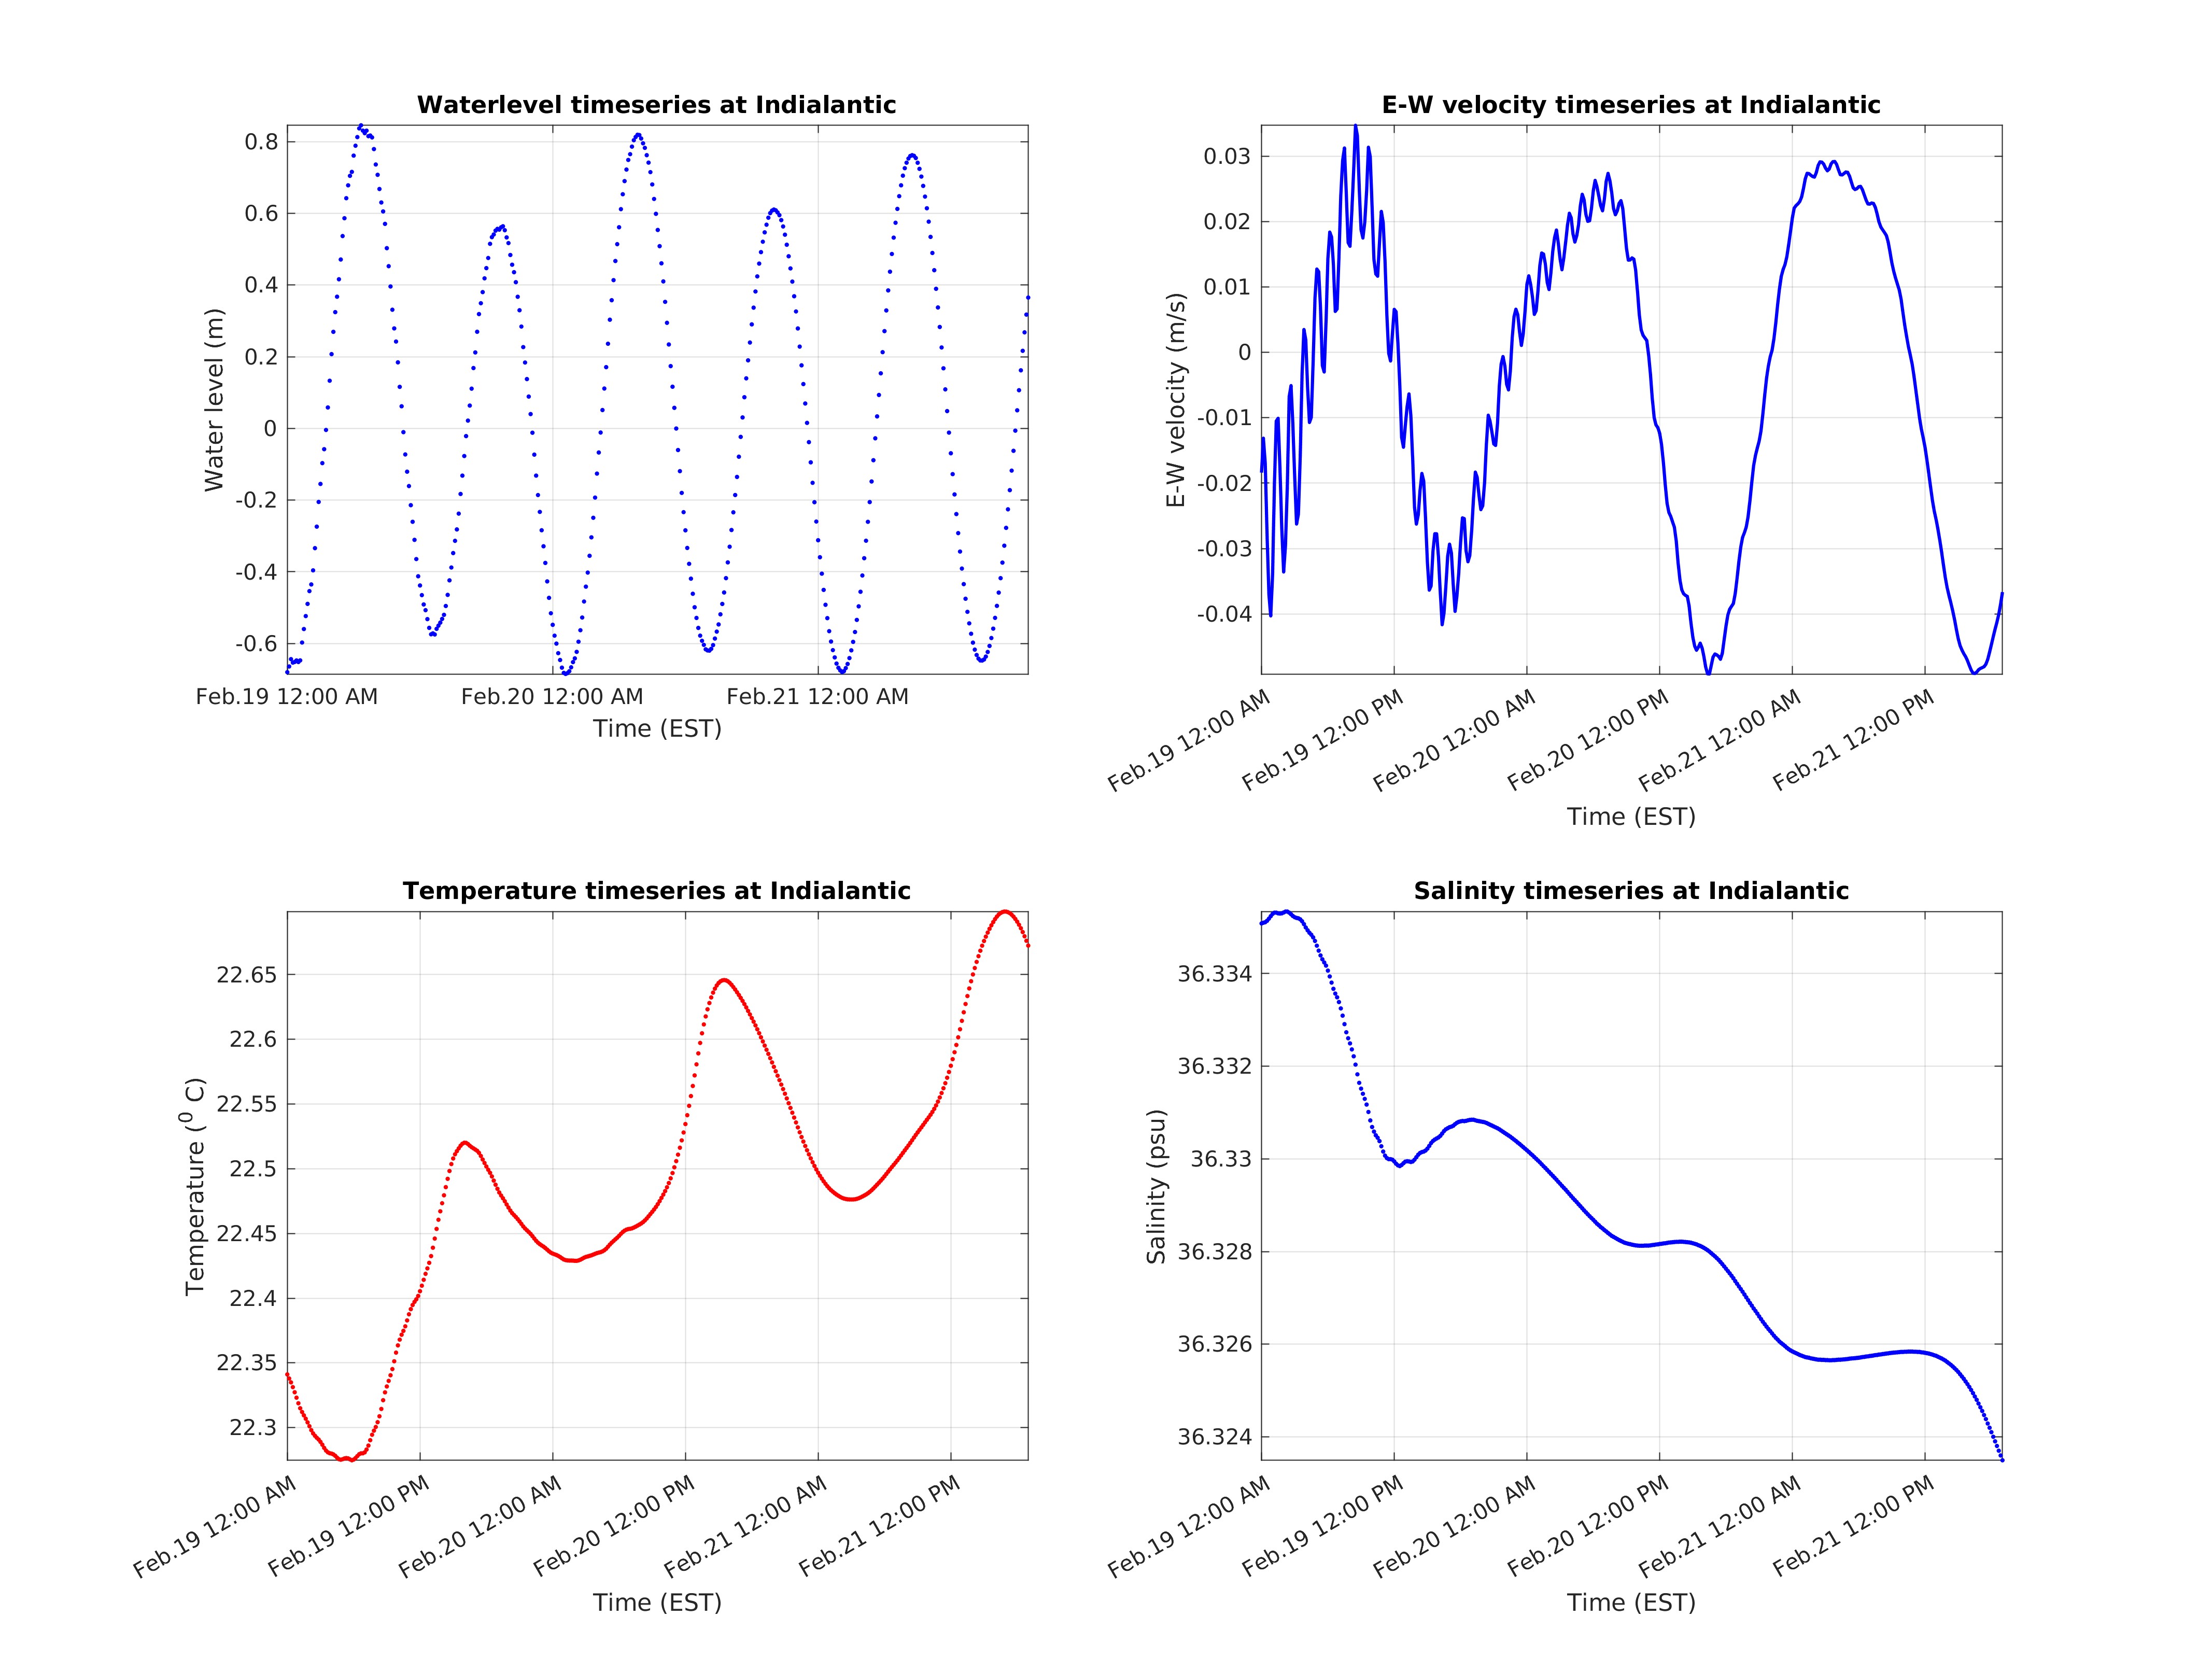 Waterlevel timeseries at Indialantic
Water level (m)
0.8
0.6
0.4
0.2
0
-0.2
-0.4
-0.6
Feb.19 12:00 AM
Feb.20 12:00 AM
Feb.21 12:00 AM
Time (EST)
E-W velocity timeseries at Indialantic
E-W velocity (m/s)
0.03
0.02
0.01
0
-0.01
-0.02
-0.03
-0.04
Feb.19 12:00 AM
Feb.19 12:00 PM
Feb.20 12:00 AM
Feb.20 12:00 PM
Feb.21 12:00 AM
Feb.21 12:00 PM
Time (EST)
Temperature timeseries at Indialantic
Temperature (⁰ C)
22.65
22.6
22.55
22.5
22.45
22.4
22.35
22.3
Feb.19 12:00 AM
Feb.19 12:00 PM
Feb.20 12:00 AM
Feb.20 12:00 PM
Feb.21 12:00 AM
Feb.21 12:00 PM
Time (EST)
Salinity timeseries at Indialantic
Salinity (psu)
36.334
36.332
36.33
36.328
36.326
36.324
Feb.19 12:00 AM
Feb.19 12:00 PM
Feb.20 12:00 AM
Feb.20 12:00 PM
Feb.21 12:00 AM
Feb.21 12:00 PM
Time (EST)